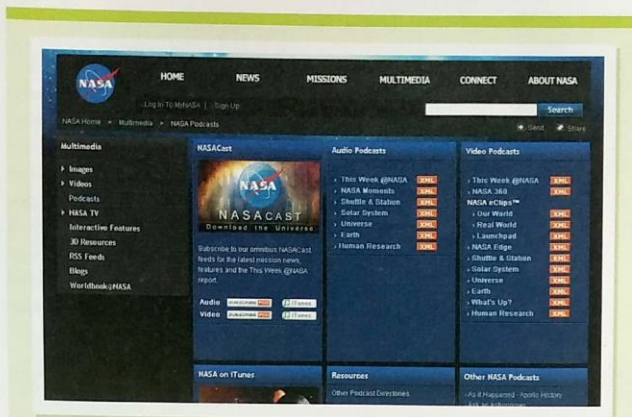 NASA
HOME NEWS MISSIONS MULTIMEDIA CONNECT ABOUT NASA
Log In To MyNASA | Sign Up
Search
NASA Home > Multimedia > NASA Podcasts
Send Share
Multimedia
Images
Videos
Podcasts
NASA TV
Interactive Features
3D Resources
RSS Feeds
Blogs
Worldbook@NASA
NASACast
NASA
NASACAST
Download the Universe
Subscribe to our omnibus NASACast
feeds for the latest mission news,
features and the This Week @NASA
report.
Audio SUBSCRIBE iTunes
Video SUBSCRIBE iTunes
Audio Podcasts
This Week @NASA XML
NASA Moments XML
Shuttle & Station XML
Solar System XML
Universe XML
Earth XML
Human Research XML
Video Podcasts
This Week @NASA XML
NASA 360 XML
NASA eClips™
Our World XML
Real World XML
Launchpad XML
NASA Edge XML
Shuttle & Station XML
Solar System XML
Universe XML
Earth XML
What's Up? XML
Human Research XML
NASA on iTunes
Resources
Other Podcast Directories
Other NASA Podcasts
As it Happened - Apollo History
Ask an Astronomer